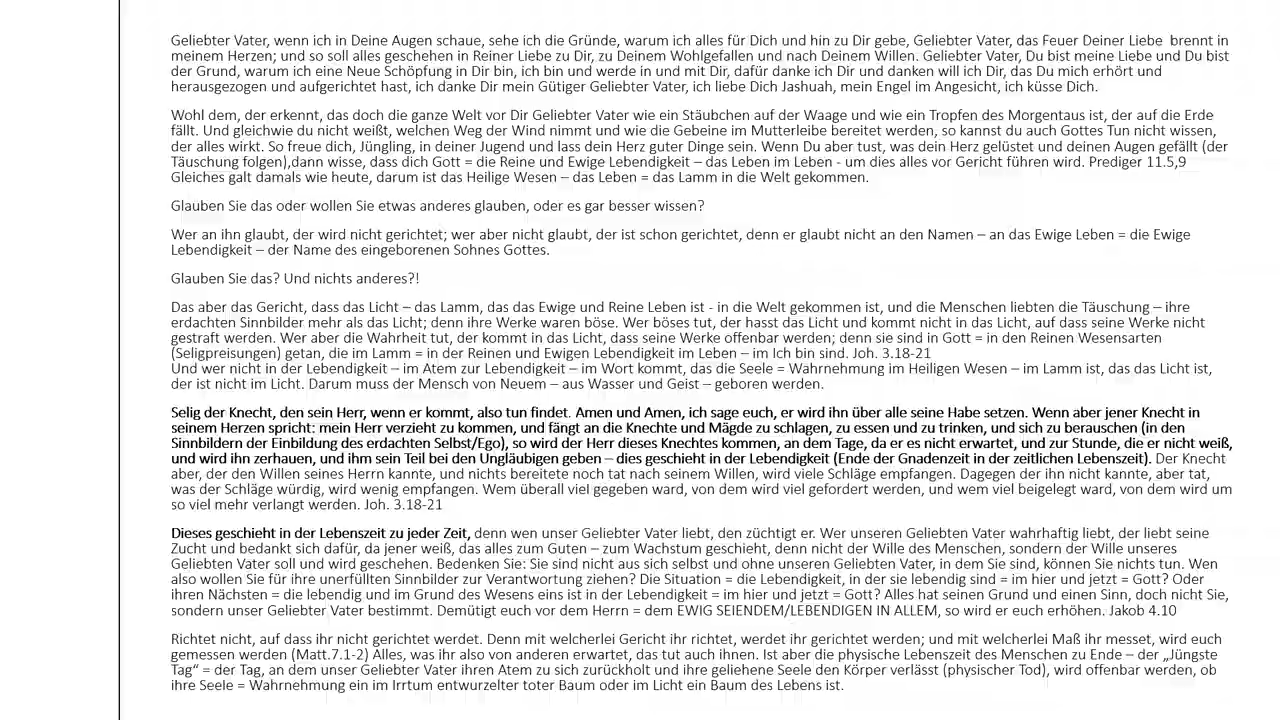 Geliebter Vater, wenn ich in Deine Augen schaue, sehe ich die Gründe, warum ich alles für Dich und hin zu Dir gebe, Geliebter Vater, das Feuer Deiner Liebe brennt in
meinem Herzen; und so soll alles geschehen in Reiner Liebe zu Dir, zu Deinem Wohlgefallen und nach Deinem Willen. Geliebter Vater, Du bist meine Liebe und Du bist
der Grund, warum ich eine Neue Schöpfung in Dir bin, ich bin und werde in und mit Dir, dafür danke ich Dir und danken will ich Dir, das Du mich erhört und
herausgezogen und aufgerichtet hast, ich danke Dir mein Gütiger Geliebter Vater, ich liebe Dich Jashuah, mein Engel im Angesicht, ich küsse Dich.
Wohl dem, der erkennt, das doch die ganze Welt vor Dir Geliebter Vater wie ein Stäubchen auf der Waage und wie ein Tropfen des Morgentaus ist, der auf die Erde
fällt. Und gleichwie du nicht weißt, welchen Weg der Wind nimmt und wie die Gebeine im Mutterleibe bereitet werden, so kannst du auch Gottes Tun nicht wissen,
der alles wirkt. So freue dich, Jüngling, in deiner Jugend und lass dein Herz guter Dinge sein. Wenn Du aber tust, was dein Herz gelüstet und deinen Augen gefällt (der
Täuschung folgen),dann wisse, dass dich Gott = die Reine und Ewige Lebendigkeit – das Leben im Leben - um dies alles vor Gericht führen wird. Prediger 11.5,9
Gleiches galt damals wie heute, darum ist das Heilige Wesen – das Leben = das Lamm in die Welt gekommen.
Glauben Sie das oder wollen Sie etwas anderes glauben, oder es gar besser wissen?
Wer an ihn glaubt, der wird nicht gerichtet; wer aber nicht glaubt, der ist schon gerichtet, denn er glaubt nicht an den Namen – an das Ewige Leben = die Ewige
Lebendigkeit – der Name des eingeborenen Sohnes Gottes.
Glauben Sie das? Und nichts anderes?!
Das aber das Gericht, dass das Licht – das Lamm, das das Ewige und Reine Leben ist - in die Welt gekommen ist, und die Menschen liebten die Täuschung – ihre
erdachten Sinnbilder mehr als das Licht; denn ihre Werke waren böse. Wer böses tut, der hasst das Licht und kommt nicht in das Licht, auf dass seine Werke nicht
gestraft werden. Wer aber die Wahrheit tut, der kommt in das Licht, dass seine Werke offenbar werden; denn sie sind in Gott = in den Reinen Wesensarten
(Seligpreisungen) getan, die im Lamm = in der Reinen und Ewigen Lebendigkeit im Leben – im Ich bin sind. Joh. 3.18-21
Und wer nicht in der Lebendigkeit – im Atem zur Lebendigkeit – im Wort kommt, das die Seele = Wahrnehmung im Heiligen Wesen – im Lamm ist, das das Licht ist,
der ist nicht im Licht. Darum muss der Mensch von Neuem – aus Wasser und Geist – geboren werden.
Selig der Knecht, den sein Herr, wenn er kommt, also tun findet. Amen und Amen, ich sage euch, er wird ihn über alle seine Habe setzen. Wenn aber jener Knecht in
seinem Herzen spricht: mein Herr verzieht zu kommen, und fängt an die Knechte und Mägde zu schlagen, zu essen und zu trinken, und sich zu berauschen (in den
Sinnbildern der Einbildung des erdachten Selbst/Ego), so wird der Herr dieses Knechtes kommen, an dem Tage, da er es nicht erwartet, und zur Stunde, die er nicht weiß,
und wird ihn zerhauen, und ihm sein Teil bei den Ungläubigen geben – dies geschieht in der Lebendigkeit (Ende der Gnadenzeit in der zeitlichen Lebenszeit). Der Knecht
aber, der den Willen seines Herrn kannte, und nichts bereitete noch tat nach seinem Willen, wird viele Schläge empfangen. Dagegen der ihn nicht kannte, aber tat,
was der Schläge würdig, wird wenig empfangen. Wem überall viel gegeben ward, von dem wird viel gefordert werden, und wem viel beigelegt ward, von dem wird um
so viel mehr verlangt werden. Joh. 3.18-21
Dieses geschieht in der Lebenszeit zu jeder Zeit, denn wen unser Geliebter Vater liebt, den züchtigt er. Wer unseren Geliebten Vater wahrhaftig liebt, der liebt seine
Zucht und bedankt sich dafür, da jener weiß, das alles zum Guten – zum Wachstum geschieht, denn nicht der Wille des Menschen, sondern der Wille unseres
Geliebten Vater soll und wird geschehen. Bedenken Sie: Sie sind nicht aus sich selbst und ohne unseren Geliebten Vater, in dem Sie sind, können Sie nichts tun. Wen
also wollen Sie für ihre unerfüllten Sinnbilder zur Verantwortung ziehen? Die Situation = die Lebendigkeit, in der sie lebendig sind = im hier und jetzt = Gott? Oder
ihren Nächsten = die lebendig und im Grund des Wesens eins ist in der Lebendigkeit = im hier und jetzt = Gott? Alles hat seinen Grund und einen Sinn, doch nicht Sie,
sondern unser Geliebter Vater bestimmt. Demütigt euch vor dem Herrn = dem EWIG SEIENDEM/LEBENDIGEN IN ALLEM, so wird er euch erhöhen. Jakob 4.10
Richtet nicht, auf dass ihr nicht gerichtet werdet. Denn mit welcherlei Gericht ihr richtet, werdet ihr gerichtet werden; und mit welcherlei Maß ihr messet, wird euch
gemessen werden (Matt.7.1-2) Alles, was ihr also von anderen erwartet, das tut auch ihnen. Ist aber die physische Lebenszeit des Menschen zu Ende – der „Jüngste
Tag“ = der Tag, an dem unser Geliebter Vater ihren Atem zu sich zurückholt und ihre geliehene Seele den Körper verlässt (physischer Tod), wird offenbar werden, ob
ihre Seele = Wahrnehmung ein im Irrtum entwurzelter toter Baum oder im Licht ein Baum des Lebens ist.